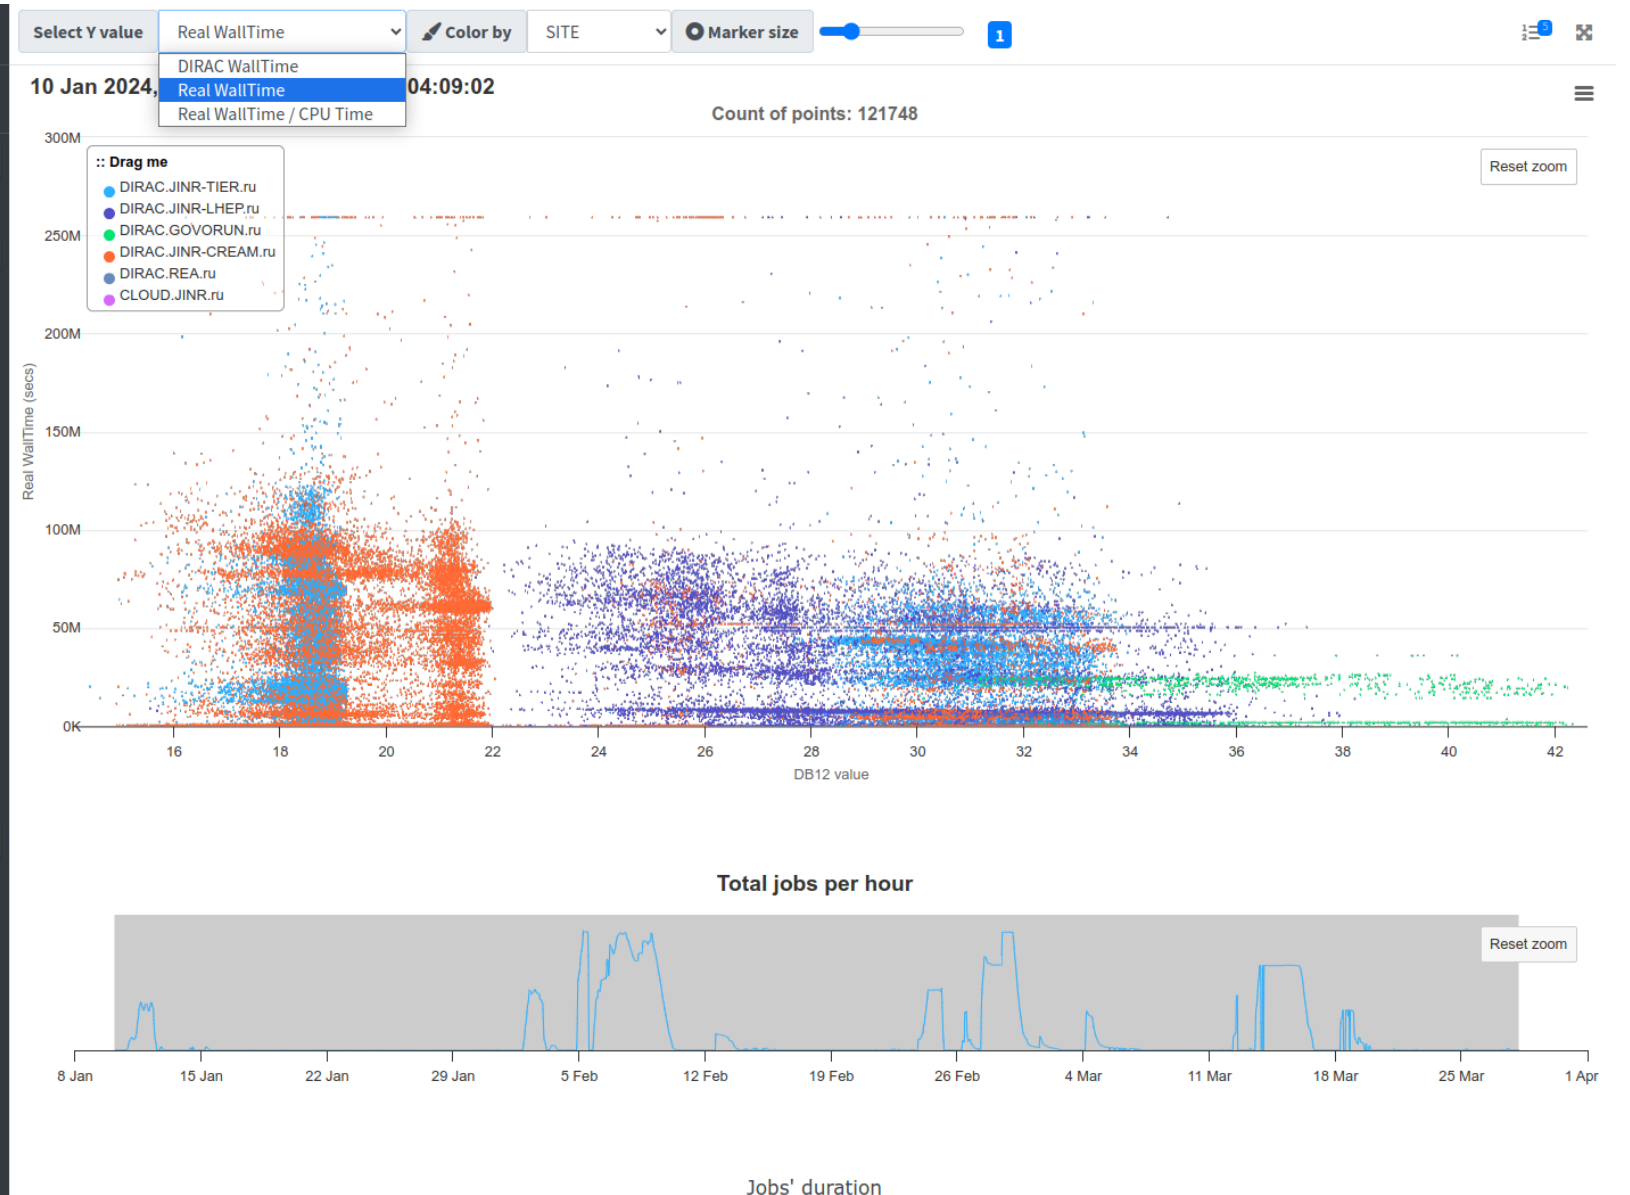 Select Y value Real WallTime Color by SITE Marker size 1 5
DIRAC WallTime
Real WallTime
Real WallTime / CPU Time
10 Jan 2024, 04:09:02
Count of points: 121748
Reset zoom
:: Drag me
DIRAC.JINR-TIER.ru
DIRAC.JINR-LHEP.ru
DIRAC.GOVORUN.ru
DIRAC.JINR-CREAM.ru
DIRAC.REA.ru
CLOUD.JINR.ru
Real WallTime (secs)
300M
250M
200M
150M
100M
50M
0K
16 18 20 22 24 26 28 30 32 34 36 38 40 42
DB12 value
Total jobs per hour
Reset zoom
8 Jan 15 Jan 22 Jan 29 Jan 5 Feb 12 Feb 19 Feb 26 Feb 4 Mar 11 Mar 18 Mar 25 Mar 1 Apr
Jobs' duration